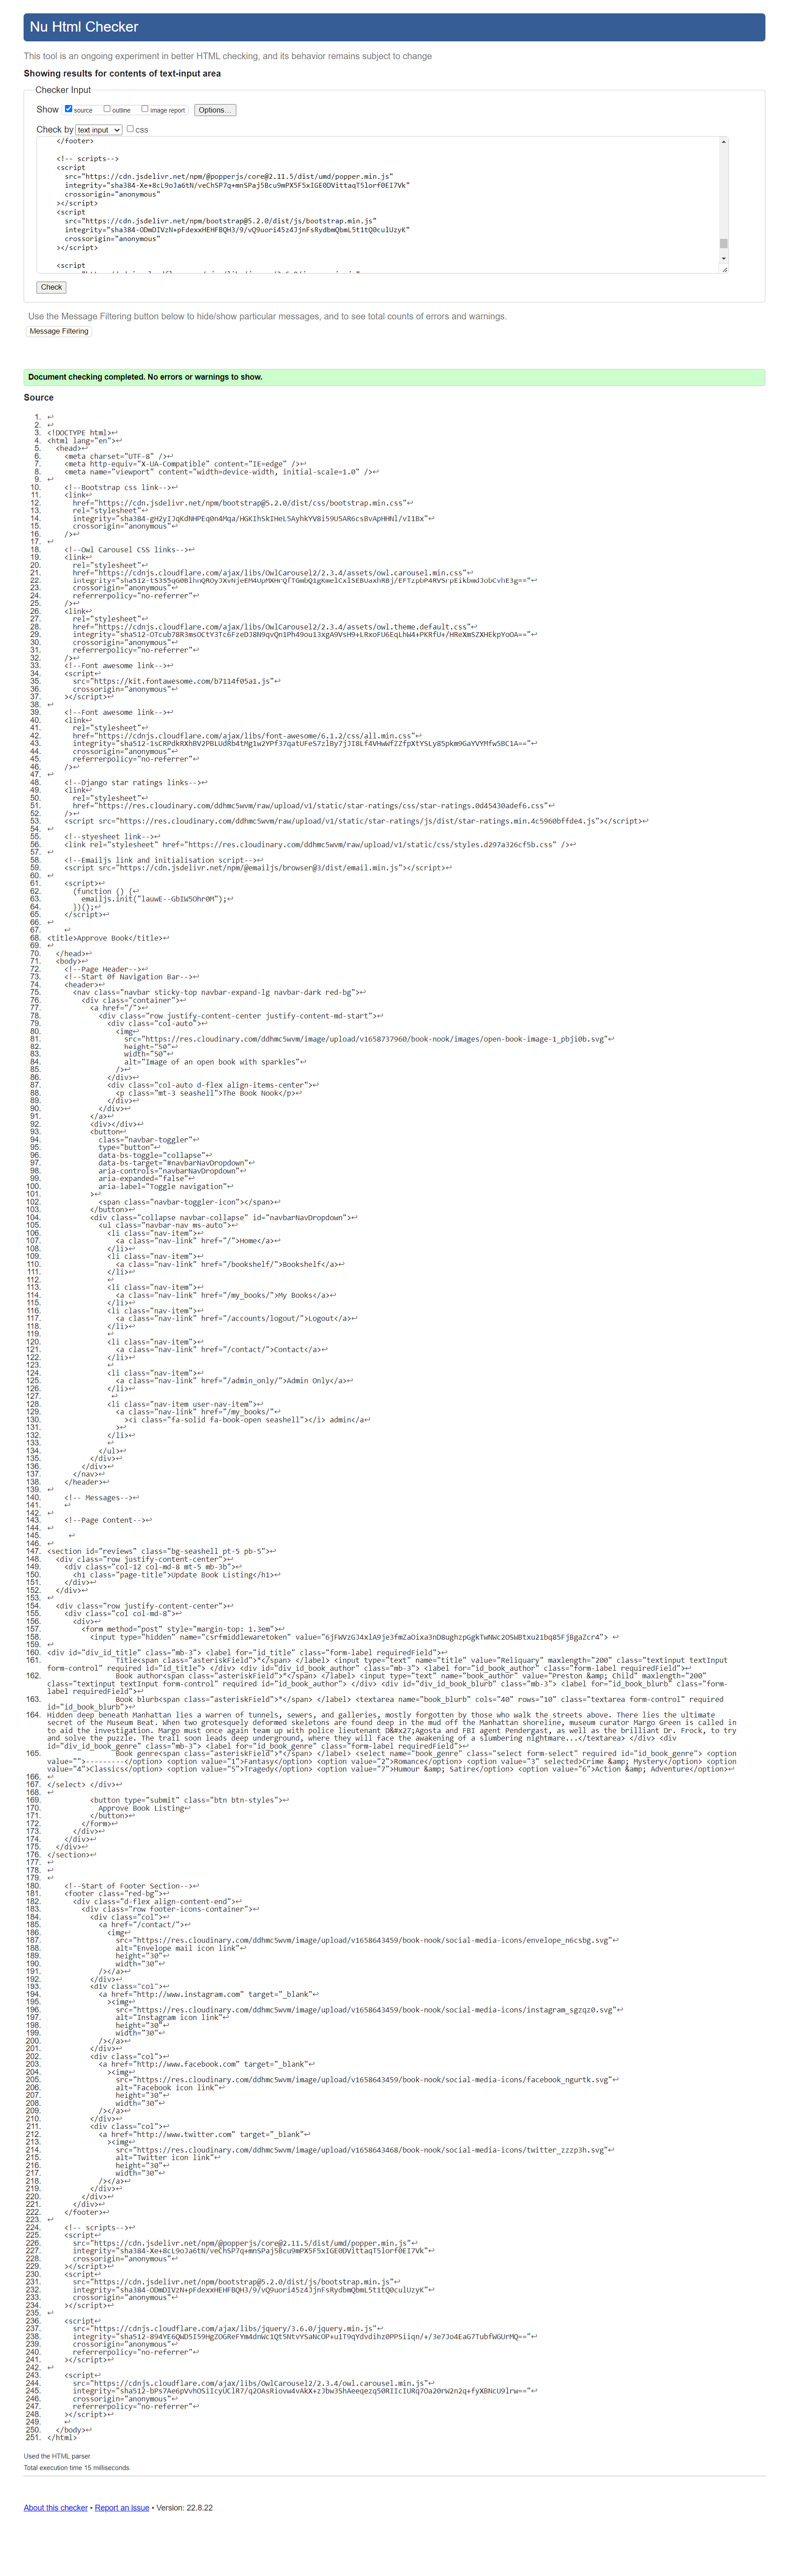 Nu Html Checker
This tool is an ongoing experiment in better HTML checking, and its behavior remains subject to change
Showing results for contents of text-input area
Checker Input
Show source outline image report Options...
Check by text input css
</footer>
<!-- scripts-->
<script
src="https://cdn.jsdelivr.net/npm/@popperjs/core@2.11.5/dist/umd/popper.min.js"
integrity="sha384-Xe+8cL9oJa6tN/veChSP7q+mnSPaj5Bcu9mPX5F5xIGE0DVittaqT5lorf0EI7Vk"
crossorigin="anonymous"
></script>
<script
src="https://cdn.jsdelivr.net/npm/bootstrap@5.2.0/dist/js/bootstrap.min.js"
integrity="sha384-ODmDIVzN+pFdexxHEHFBQH3/9/vQ9uori45z4JjnFsRydbmQbmL5t1tQ0culUzyK"
crossorigin="anonymous"
></script>
<script
Check
Use the Message Filtering button below to hide/show particular messages, and to see total counts of errors and warnings.
Message Filtering
Document checking completed. No errors or warnings to show.
Source
1. ↩
2. ↩
3. <!DOCTYPE html>↩
4. <html lang="en">↩
5. <head>↩
6. <meta charset="UTF-8" />↩
7. <meta http-equiv="X-UA-Compatible" content="IE=edge" />↩
8. <meta name="viewport" content="width=device-width, initial-scale=1.0" />↩
9. ↩
10. <!--Bootstrap css link-->↩
11. <link↩
12. href="https://cdn.jsdelivr.net/npm/bootstrap@5.2.0/dist/css/bootstrap.min.css"↩
13. rel="stylesheet"↩
14. integrity="sha384-gH2yIJqKdNHPEq0n4Mqa/HGKIhSkIHeL5AyhkYV8i59U5AR6csBvApHHNl/vI1Bx"↩
15. crossorigin="anonymous"↩
16. />↩
17. ↩
18. <!--Owl Carousel CSS links-->↩
19. <link↩
20. rel="stylesheet"↩
21. href="https://cdnjs.cloudflare.com/ajax/libs/OwlCarousel2/2.3.4/assets/owl.carousel.min.css"↩
22. 
23. crossorigin="anonymous"↩
24. referrerpolicy="no-referrer"↩
25. />↩
26. <link↩
27. rel="stylesheet"↩
28. href="https://cdnjs.cloudflare.com/ajax/libs/OwlCarousel2/2.3.4/assets/owl.theme.default.css"↩
29. integrity="sha512-OTcub78R3msOCtY3Tc6FzeDJ8N9qvQn1Ph49ou13xgA9VsH9+LRxoFU6EqLhW4+PKRfU+/HReXmSZXHEkpYoOA=="↩
30. crossorigin="anonymous"↩
31. referrerpolicy="no-referrer"↩
32. />↩
33. <!--Font awesome link-->↩
34. <script↩
35. src="https://kit.fontawesome.com/b7114f05a1.js"↩
36. crossorigin="anonymous"↩
37. ></script>↩
38. ↩
39. <!--Font awesome link-->↩
40. <link↩
41. rel="stylesheet"↩
42. href="https://cdnjs.cloudflare.com/ajax/libs/font-awesome/6.1.2/css/all.min.css"↩
43. integrity="sha512-1sCRPdkRXhBV2PBLUdRb4tMg1w2YPf37qatUFeS7zlBy7jJI8Lf4VHwWfZZfpXtYSLy85pkm9GaYVYMfw5BC1A=="↩
44. crossorigin="anonymous"↩
45. referrerpolicy="no-referrer"↩
46. />↩
47. ↩
48. <!--Django star ratings links-->↩
49. <link↩
50. rel="stylesheet"↩
51. href="https://res.cloudinary.com/ddhmc5wvm/raw/upload/v1/static/star-ratings/css/star-ratings.0d45430adef6.css"↩
52. />↩
53. <script src="https://res.cloudinary.com/ddhmc5wvm/raw/upload/v1/static/star-ratings/js/dist/star-ratings.min.4c5960bffde4.js"></script>↩
54. ↩
55. <!--styesheet link-->↩
56. <link rel="stylesheet" href="https://res.cloudinary.com/ddhmc5wvm/raw/upload/v1/static/css/styles.d297a326cf5b.css" />↩
57. ↩
58. <!--Emailjs link and initialisation script-->↩
59. <script src="https://cdn.jsdelivr.net/npm/@emailjs/browser@3/dist/email.min.js"></script>↩
60. ↩
61. <script>↩
62. (function () {↩
63. emailjs.init("lauwE--GbIW5Ohr0M");↩
64. })();↩
65. </script>↩
66. ↩
67. ↩
68. <title>Approve Book</title>↩
69. ↩
70. </head>↩
71. <body>↩
72. <!--Page Header-->↩
73. <!--Start Of Navigation Bar-->↩
74. <header>↩
75. <nav class="navbar sticky-top navbar-expand-lg navbar-dark red-bg">↩
76. <div class="container">↩
77. <a href="/">↩
78. <div class="row justify-content-center justify-content-md-start">↩
79. <div class="col-auto">↩
80. <img↩
81. src="https://res.cloudinary.com/ddhmc5wvm/image/upload/v1658737960/book-nook/images/open-book-image-1_pbji0b.svg"↩
82. height="50"↩
83. width="50"↩
84. alt="Image of an open book with sparkles"↩
85. />↩
86. </div>↩
87. <div class="col-auto d-flex align-items-center">↩
88. <p class="mt-3 seashell">The Book Nook</p>↩
89. </div>↩
90. </div>↩
91. </a>↩
92. <div></div>↩
93. <button↩
94. class="navbar-toggler"↩
95. type="button"↩
96. data-bs-toggle="collapse"↩
97. data-bs-target="#navbarNavDropdown"↩
98. aria-controls="navbarNavDropdown"↩
99. aria-expanded="false"↩
100. aria-label="Toggle navigation"↩
101. >↩
102. <span class="navbar-toggler-icon"></span>↩
103. </button>↩
104. <div class="collapse navbar-collapse" id="navbarNavDropdown">↩
105. <ul class="navbar-nav ms-auto">↩
106. <li class="nav-item">↩
107. <a class="nav-link" href="/">Home</a>↩
108. </li>↩
109. <li class="nav-item">↩
110. <a class="nav-link" href="/bookshelf/">Bookshelf</a>↩
111. </li>↩
112. ↩
113. <li class="nav-item">↩
114. <a class="nav-link" href="/my_books/">My Books</a>↩
115. </li>↩
116. <li class="nav-item">↩
117. <a class="nav-link" href="/accounts/logout/">Logout</a>↩
118. </li>↩
119. ↩
120. <li class="nav-item">↩
121. <a class="nav-link" href="/contact/">Contact</a>↩
122. </li>↩
123. ↩
124. <li class="nav-item">↩
125. <a class="nav-link" href="/admin_only/">Admin Only</a>↩
126. </li>↩
127. ↩
128. <li class="nav-item user-nav-item">↩
129. <a class="nav-link" href="/my_books/"↩
130. ><i class="fa-solid fa-book-open seashell"></i> admin</a↩
131. >↩
132. </li>↩
133. ↩
134. </ul>↩
135. </div>↩
136. </div>↩
137. </nav>↩
138. </header>↩
139. ↩
140. <!-- Messages-->↩
141. ↩
142. ↩
143. <!--Page Content-->↩
144. ↩
145. ↩
146. ↩
147. <section id="reviews" class="bg-seashell pt-5 pb-5">↩
148. <div class="row justify-content-center">↩
149. <div class="col-12 col-md-8 mt-5 mb-3b">↩
150. <h1 class="page-title">Update Book Listing</h1>↩
151. </div>↩
152. </div>↩
153. ↩
154. <div class="row justify-content-center">↩
155. <div class="col col-md-8">↩
156. <div>↩
157. <form method="post" style="margin-top: 1.3em">↩
158. <input type="hidden" name="csrfmiddlewaretoken" value="6jFWVzGJ4xlA9je3fmZaOixa3nD8ughzpGgkTwNWc2OSWBtxu21bq85FjBgaZcr4"> ↩
159. ↩
160. <div id="div_id_title" class="mb-3"> <label for="id_title" class="form-label requiredField">↩
161. Title<span class="asteriskField">*</span> </label> <input type="text" name="title" value="Reliquary" maxlength="200" class="textinput textInput
form-control" required id="id_title"> </div> <div id="div_id_book_author" class="mb-3"> <label for="id_book_author" class="form-label requiredField">↩
162. Book author<span class="asteriskField">*</span> </label> <input type="text" name="book_author" value="Preston &amp; Child" maxlength="200"
class="textinput textInput form-control" required id="id_book_author"> </div> <div id="div_id_book_blurb" class="mb-3"> <label for="id_book_blurb" class="form-
label requiredField">↩
163. Book blurb<span class="asteriskField">*</span> </label> <textarea name="book_blurb" cols="40" rows="10" class="textarea form-control" required
id="id_book_blurb">↩
164. Hidden deep beneath Manhattan lies a warren of tunnels, sewers, and galleries, mostly forgotten by those who walk the streets above. There lies the ultimate
secret of the Museum Beat. When two grotesquely deformed skeletons are found deep in the mud off the Manhattan shoreline, museum curator Margo Green is called in
to aid the investigation. Margo must once again team up with police lieutenant D&#x27;Agosta and FBI agent Pendergast, as well as the brilliant Dr. Frock, to try
and solve the puzzle. The trail soon leads deep underground, where they will face the awakening of a slumbering nightmare...</textarea> </div> <div
id="div_id_book_genre" class="mb-3"> <label for="id_book_genre" class="form-label requiredField">↩
165. Book genre<span class="asteriskField">*</span> </label> <select name="book_genre" class="select form-select" required id="id_book_genre"> <option
value="">---------</option> <option value="1">Fantasy</option> <option value="2">Romance</option> <option value="3" selected>Crime &amp; Mystery</option> <option
value="4">Classics</option> <option value="5">Tragedy</option> <option value="7">Humour &amp; Satire</option> <option value="6">Action &amp; Adventure</option>↩
166. ↩
167. </select> </div>↩
168. ↩
169. <button type="submit" class="btn btn-styles">↩
170. Approve Book Listing↩
171. </button>↩
172. </form>↩
173. </div>↩
174. </div>↩
175. </div>↩
176. </section>↩
177. ↩
178. ↩
179. ↩
180. <!--Start of Footer Section-->↩
181. <footer class="red-bg">↩
182. <div class="d-flex align-content-end">↩
183. <div class="row footer-icons-container">↩
184. <div class="col">↩
185. <a href="/contact/">↩
186. <img↩
187. src="https://res.cloudinary.com/ddhmc5wvm/image/upload/v1658643459/book-nook/social-media-icons/envelope_n6csbg.svg"↩
188. alt="Envelope mail icon link"↩
189. height="30"↩
190. width="30"↩
191. /></a>↩
192. </div>↩
193. <div class="col">↩
194. <a href="http://www.instagram.com" target="_blank"↩
195. ><img↩
196. src="https://res.cloudinary.com/ddhmc5wvm/image/upload/v1658643459/book-nook/social-media-icons/instagram_sgzqz0.svg"↩
197. alt="Instagram icon link"↩
198. height="30"↩
199. width="30"↩
200. /></a>↩
201. </div>↩
202. <div class="col">↩
203. <a href="http://www.facebook.com" target="_blank"↩
204. ><img↩
205. src="https://res.cloudinary.com/ddhmc5wvm/image/upload/v1658643459/book-nook/social-media-icons/facebook_ngurtk.svg"↩
206. alt="Facebook icon link"↩
207. height="30"↩
208. width="30"↩
209. /></a>↩
210. </div>↩
211. <div class="col">↩
212. <a href="http://www.twitter.com" target="_blank"↩
213. ><img↩
214. src="https://res.cloudinary.com/ddhmc5wvm/image/upload/v1658643468/book-nook/social-media-icons/twitter_zzzp3h.svg"↩
215. alt="Twitter icon link"↩
216. height="30"↩
217. width="30"↩
218. /></a>↩
219. </div>↩
220. </div>↩
221. </div>↩
222. </footer>↩
223. ↩
224. <!-- scripts-->↩
225. <script↩
226. src="https://cdn.jsdelivr.net/npm/@popperjs/core@2.11.5/dist/umd/popper.min.js"↩
227. integrity="sha384-Xe+8cL9oJa6tN/veChSP7q+mnSPaj5Bcu9mPX5F5xIGE0DVittaqT5lorf0EI7Vk"↩
228. crossorigin="anonymous"↩
229. ></script>↩
230. <script↩
231. src="https://cdn.jsdelivr.net/npm/bootstrap@5.2.0/dist/js/bootstrap.min.js"↩
232. integrity="sha384-ODmDIVzN+pFdexxHEHFBQH3/9/vQ9uori45z4JjnFsRydbmQbmL5t1tQ0culUzyK"↩
233. crossorigin="anonymous"↩
234. ></script>↩
235. ↩
236. <script↩
237. src="https://cdnjs.cloudflare.com/ajax/libs/jquery/3.6.0/jquery.min.js"↩
238. integrity="sha512-894YE6QWD5I59HgZOGReFYm4dnWc1Qt5NtvYSaNcOP+u1T9qYdvdihz0PPSiiqn/+/3e7Jo4EaG7TubfWGUrMQ=="↩
239. crossorigin="anonymous"↩
240. referrerpolicy="no-referrer"↩
241. ></script>↩
242. ↩
243. <script↩
244. src="https://cdnjs.cloudflare.com/ajax/libs/OwlCarousel2/2.3.4/owl.carousel.min.js"↩
245. integrity="sha512-bPs7Ae6pVvhOSiIcyUClR7/q2OAsRiovw4vAkX+zJbw3ShAeeqezq50RIIcIURq7Oa20rW2n2q+fyXBNcU9lrw=="↩
246. crossorigin="anonymous"↩
247. referrerpolicy="no-referrer"↩
248. ></script>↩
249. ↩
250. </body>↩
251. </html>
Used the HTML parser.
Total execution time 15 milliseconds.
About this checker • Report an issue • Version: 22.8.22